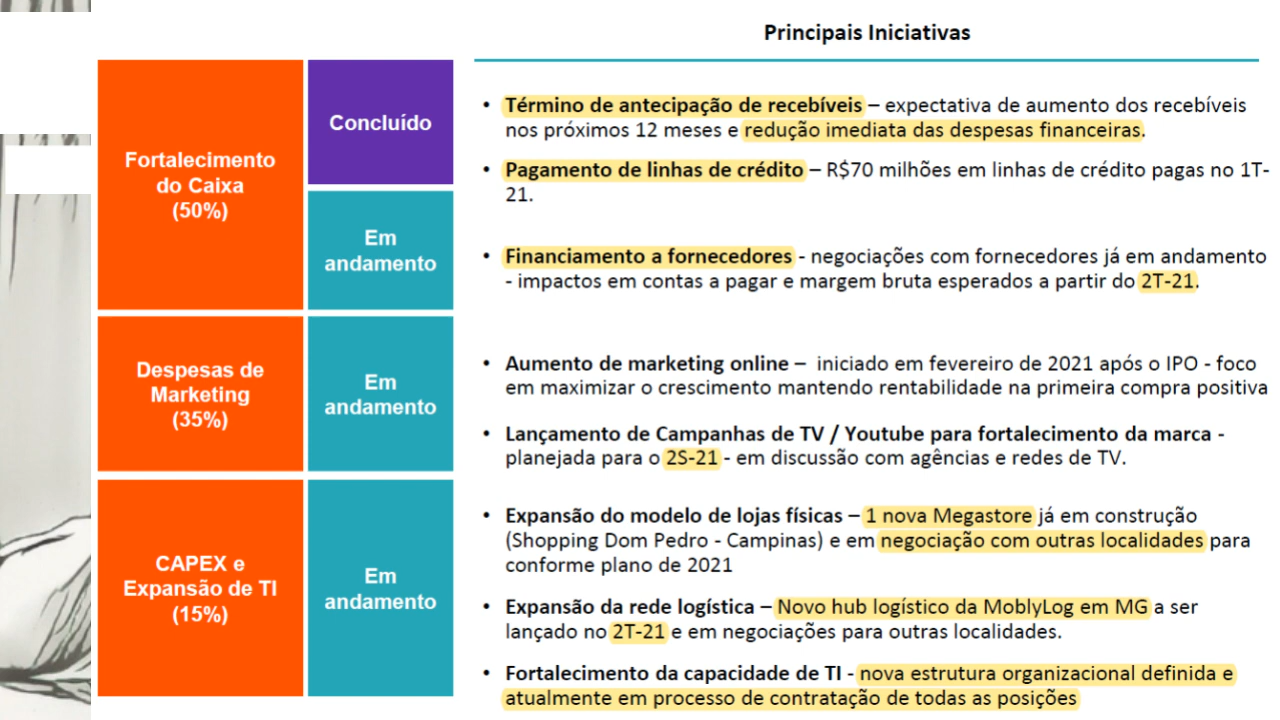 Principais Iniciativas
Fortalecimento
do Caixa
(50%)
Concluído
• Término de antecipação de recebíveis – expectativa de aumento dos recebíveis
nos próximos 12 meses e redução imediata das despesas financeiras.
• Pagamento de linhas de crédito – R$70 milhões em linhas de crédito pagas no 1T-
21.
Em
andamento
• Financiamento a fornecedores - negociações com fornecedores já em andamento
- impactos em contas a pagar e margem bruta esperados a partir do 2T-21.
Despesas de
Marketing
(35%)
Em
andamento
• Aumento de marketing online – iniciado em fevereiro de 2021 após o IPO - foco
em maximizar o crescimento mantendo rentabilidade na primeira compra positiva
• Lançamento de Campanhas de TV / Youtube para fortalecimento da marca -
planejada para o 2S-21 - em discussão com agências e redes de TV.
CAPEX e
Expansão de TI
(15%)
Em
andamento
• Expansão do modelo de lojas físicas – 1 nova Megastore já em construção
(Shopping Dom Pedro - Campinas) e em negociação com outras localidades para
conforme plano de 2021
• Expansão da rede logística – Novo hub logístico da MoblyLog em MG a ser
lançado no 2T-21 e em negociações para outras localidades.
• Fortalecimento da capacidade de TI - nova estrutura organizacional definida e
atualmente em processo de contratação de todas as posições